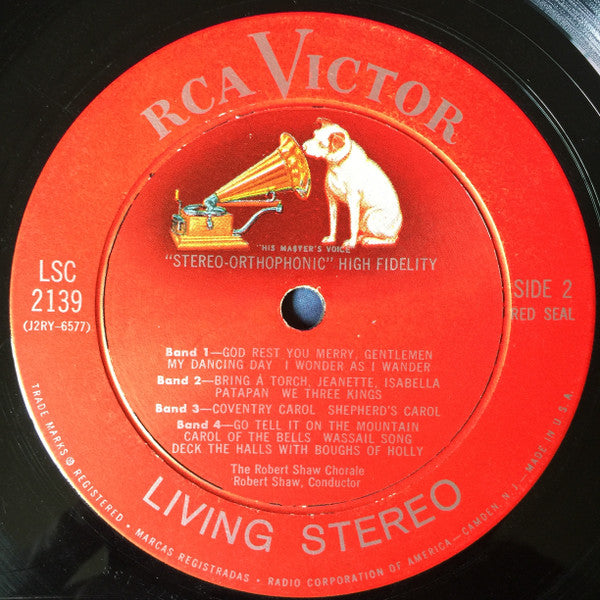 RCA VICTOR
"HIS MASTER'S VOICE"
"STEREO-ORTHOPHONIC" HIGH FIDELITY
LSC
2139
(J2RY-6577)
SIDE 2
RED SEAL
Band 1—GOD REST YOU MERRY, GENTLEMEN
MY DANCING DAY I WONDER AS I WANDER
Band 2—BRING A TORCH, JEANETTE, ISABELLA
PATAPAN WE THREE KINGS
Band 3—COVENTRY CAROL SHEPHERD'S CAROL
Band 4—GO TELL IT ON THE MOUNTAIN
CAROL OF THE BELLS WASSAIL SONG
DECK THE HALLS WITH BOUGHS OF HOLLY
The Robert Shaw Chorale
Robert Shaw, Conductor
LIVING STEREO
TRADE MARKS ® REGISTERED • MARCAS REGISTRADAS • RADIO CORPORATION OF AMERICA—CAMDEN, N. J.—MADE IN U.S.A.